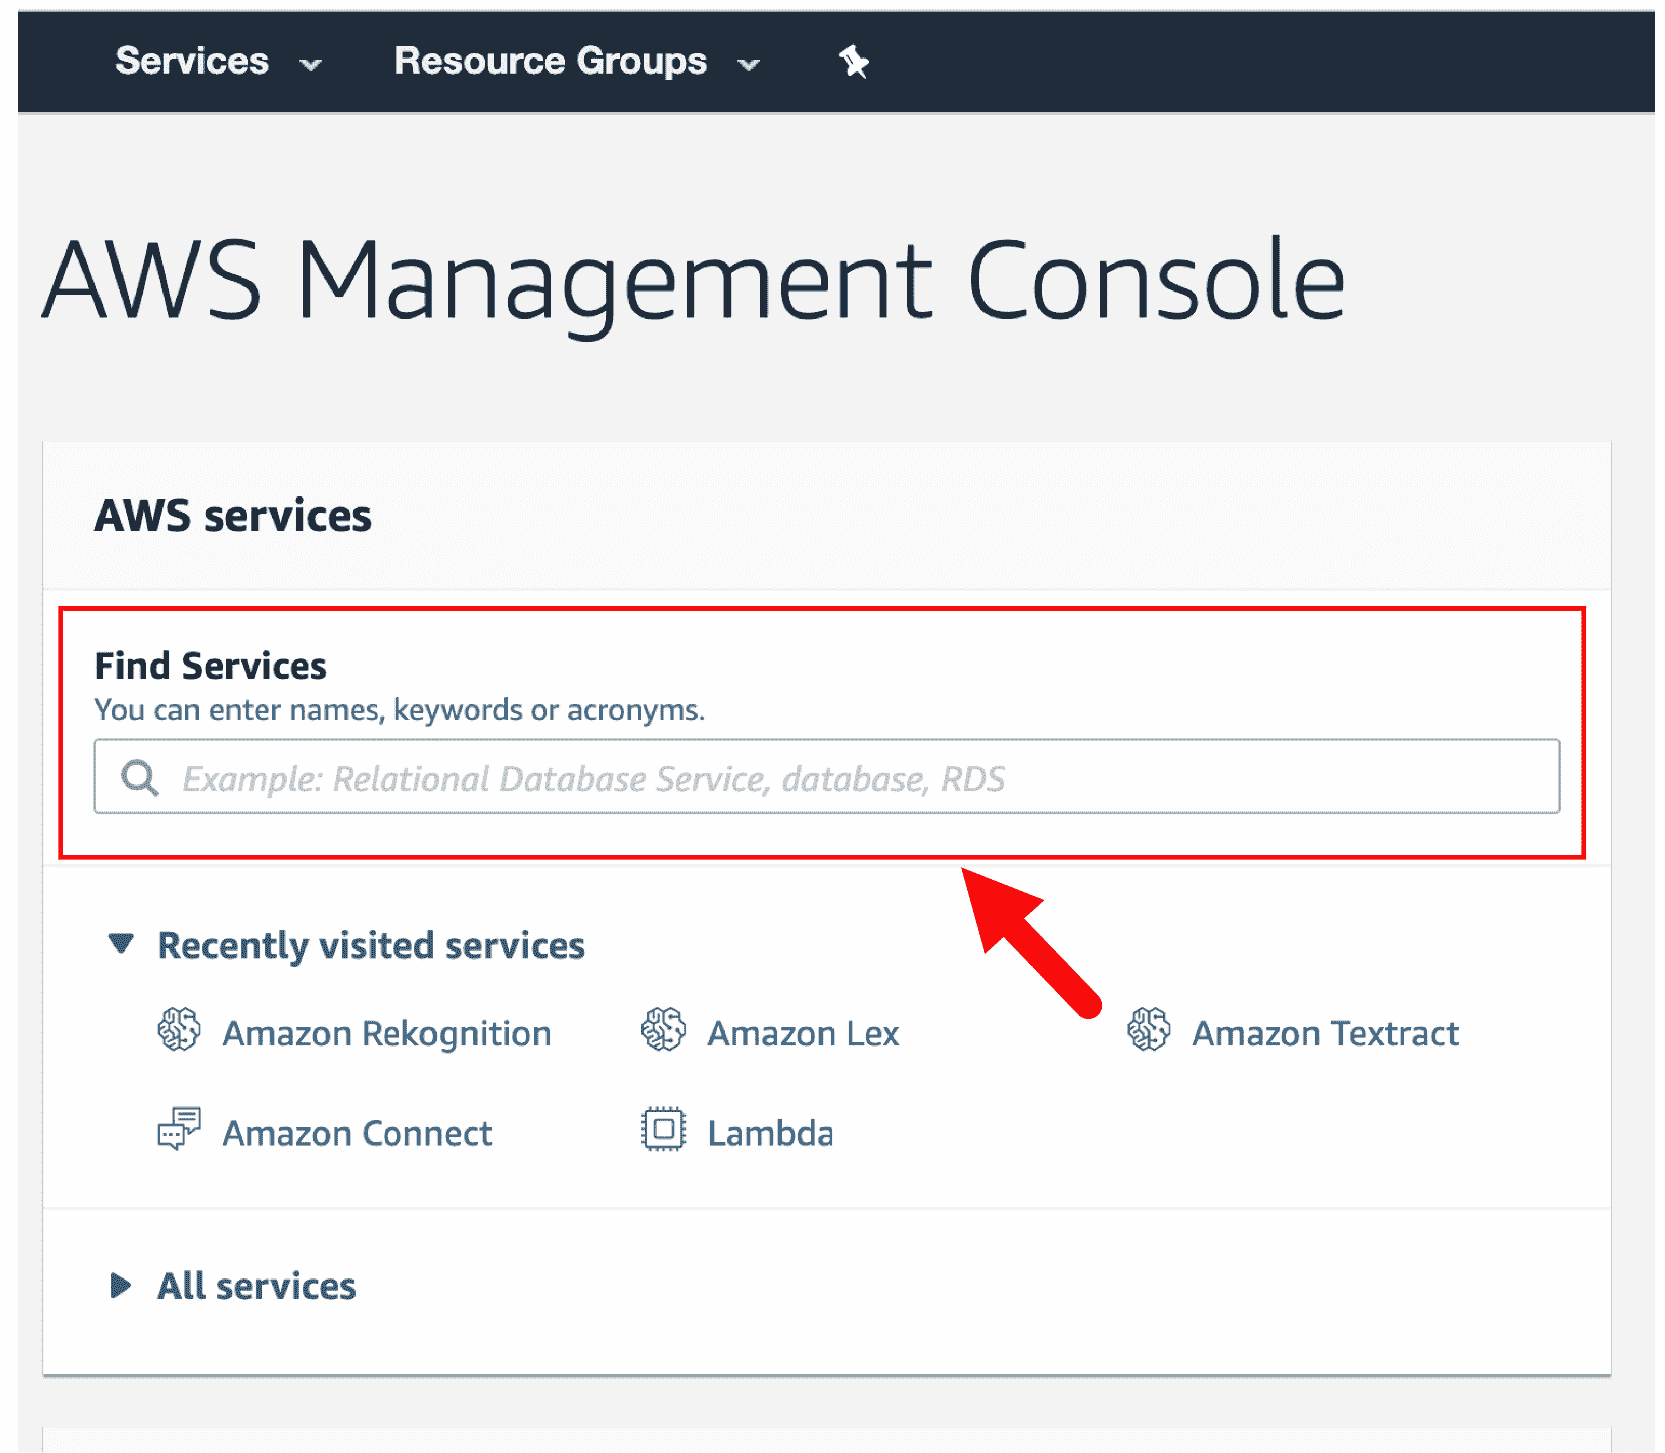 Services Resource Groups
AWS Management Console
AWS services
Find Services
You can enter names, keywords or acronyms.
Example: Relational Database Service, database, RDS
Recently visited services
Amazon Rekognition Amazon Lex Amazon Textract
Amazon Connect Lambda
All services